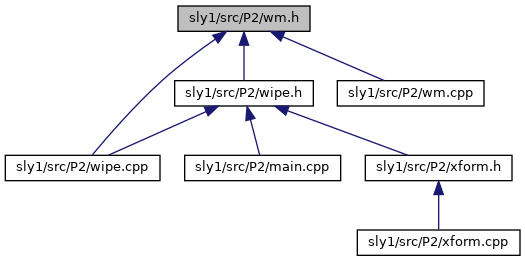 sly1/src/P2/wm.h
sly1/src/P2/wipe.h
sly1/src/P2/wm.cpp
sly1/src/P2/wipe.cpp
sly1/src/P2/main.cpp
sly1/src/P2/xform.h
sly1/src/P2/xform.cpp